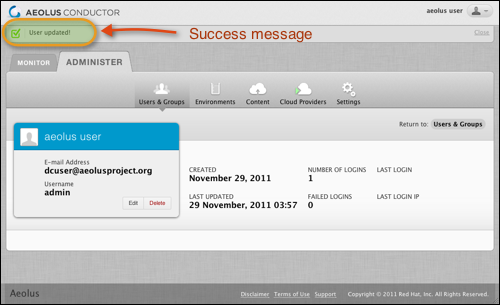 AEOLUS CONDUCTOR
aeolus user
User updated!
Success message
Close
MONITOR
ADMINISTER
Users & Groups
Environments
Content
Cloud Providers
Settings
Return to: Users & Groups
aeolus user
E-mail Address
dcuser@aeolusproject.org
Username
admin
Edit
Delete
CREATED
November 29, 2011
NUMBER OF LOGINS
1
LAST LOGIN
LAST UPDATED
29 November, 2011 03:57
FAILED LOGINS
0
LAST LOGIN IP
Aeolus
Disclaimer
Terms of Use
Support
Copyright © 2011 Red Hat, Inc. All Rights Reserved